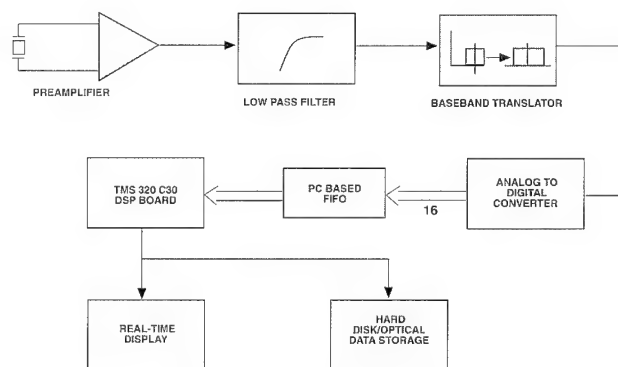 PREAMPLIFIER
LOW PASS FILTER
BASEBAND TRANSLATOR
TMS 320 C30
DSP BOARD
PC BASED
FIFO
16
ANALOG TO
DIGITAL
CONVERTER
REAL-TIME
DISPLAY
HARD
DISK/OPTICAL
DATA STORAGE